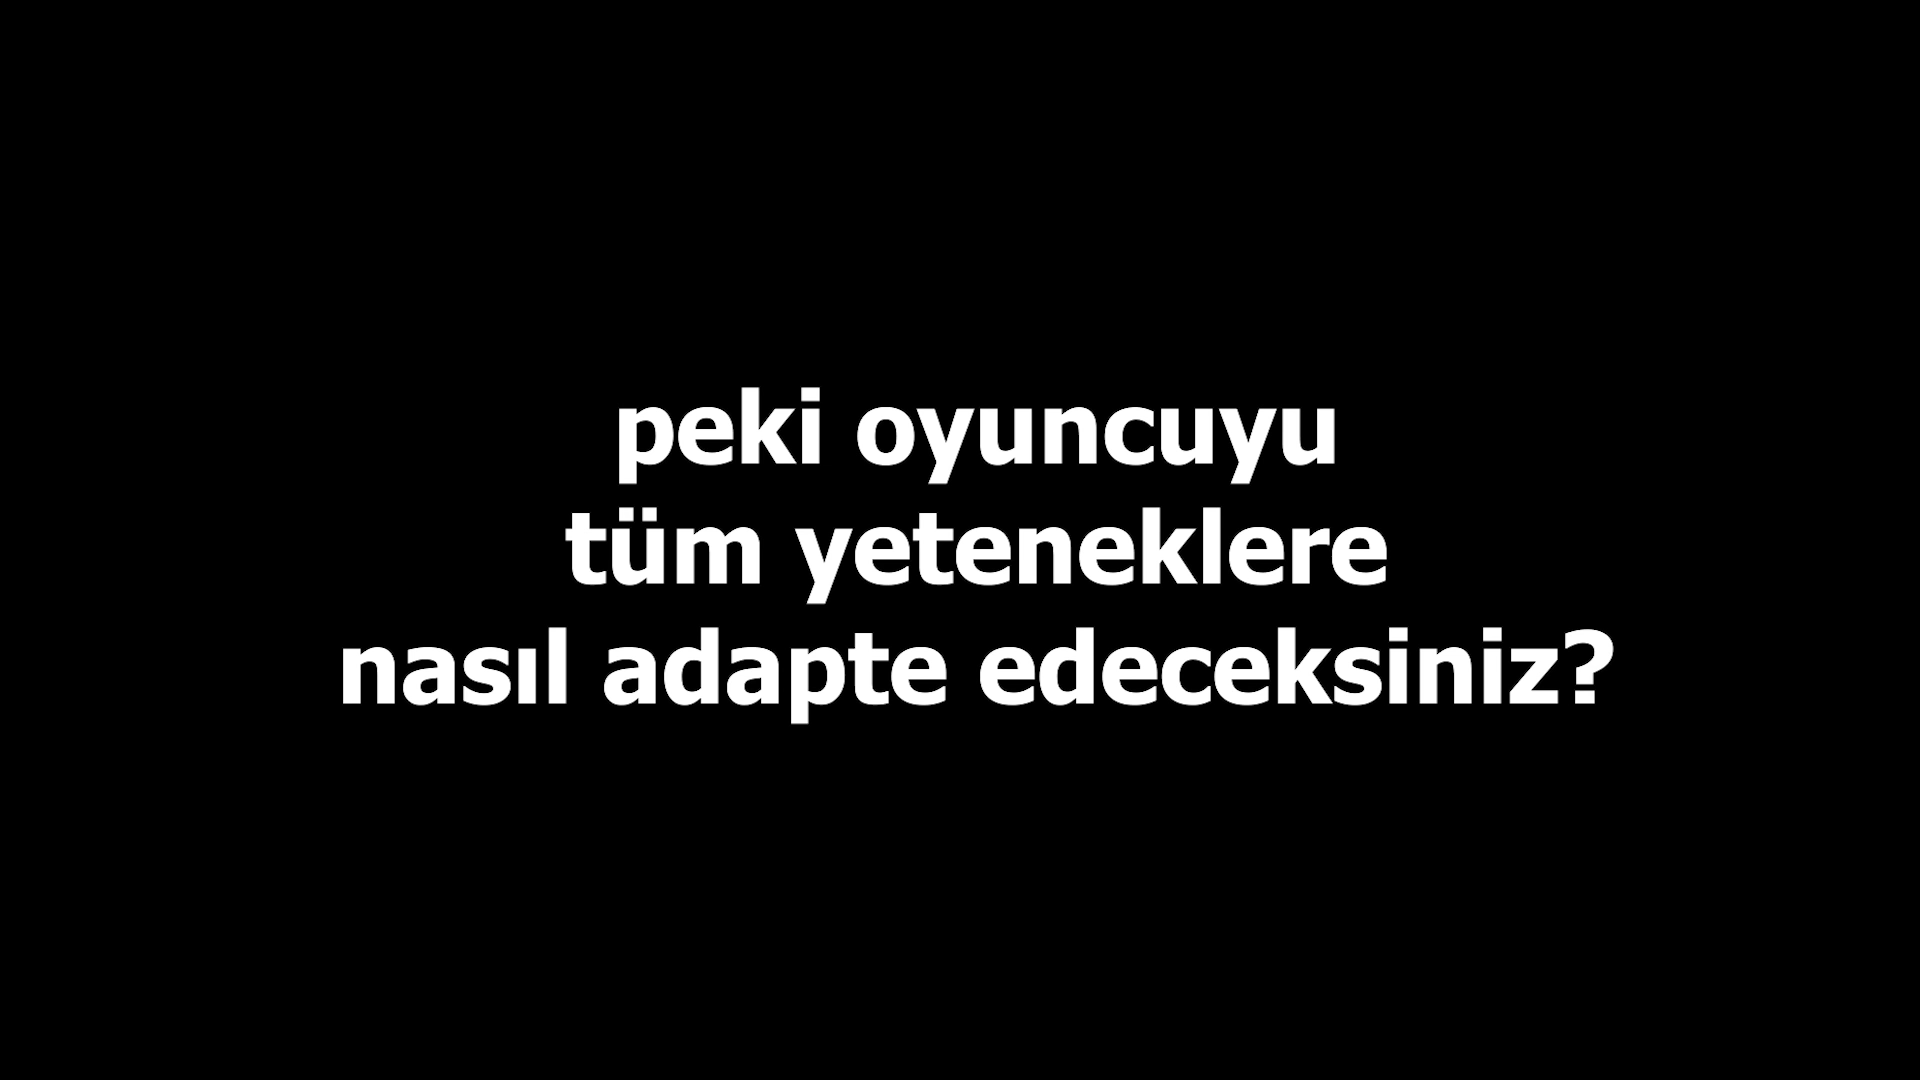 peki oyuncuyu
tüm yeteneklere
nasıl adapte edeceksiniz?